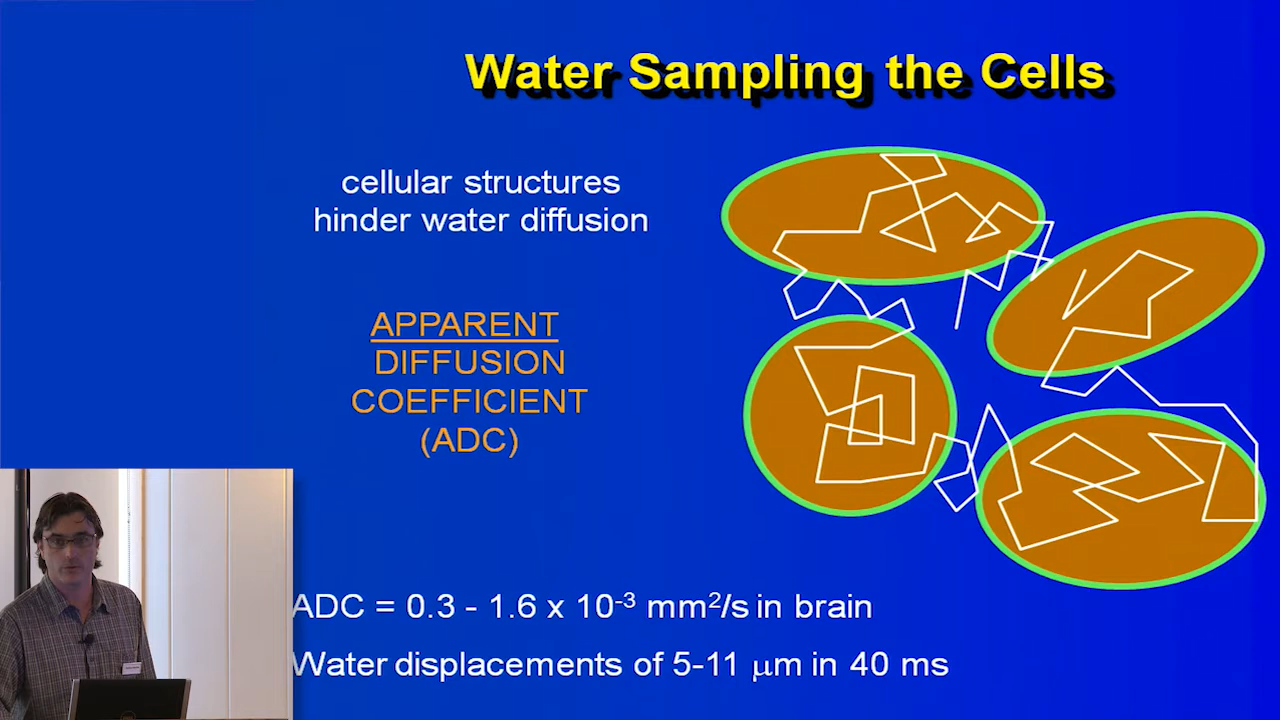 Water Sampling the Cells
cellular structures
hinder water diffusion
APPARENT
DIFFUSION
COEFFICIENT
(ADC)
ADC = 0.3 - 1.6 x 10⁻³ mm²/s in brain
Water displacements of 5-11 μm in 40 ms